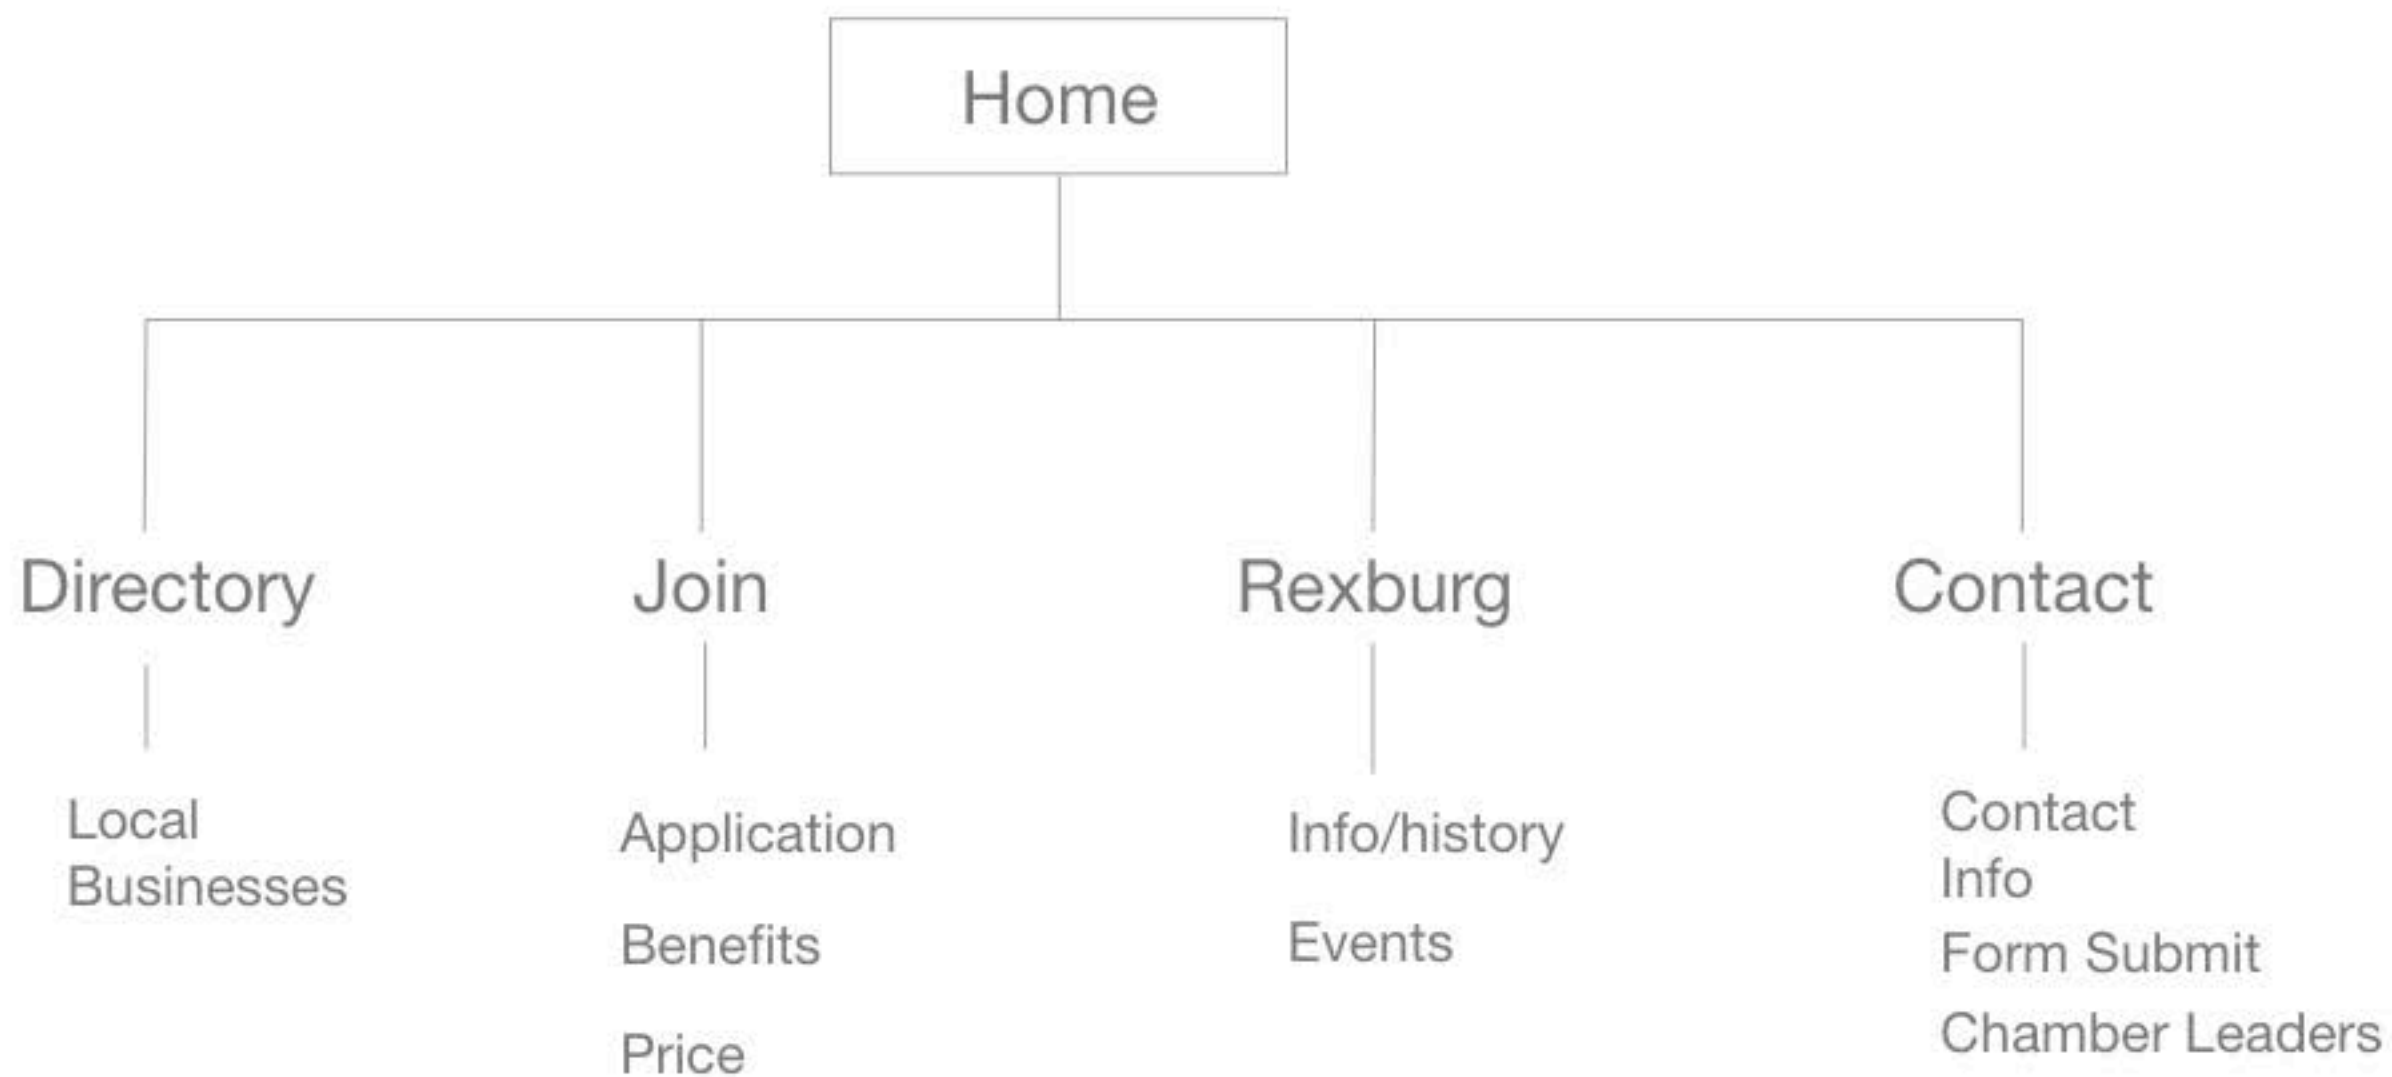 Home
Directory
Join
Rexburg
Contact
Local
Businesses
Application
Benefits
Price
Info/history
Events
Contact
Info
Form Submit
Chamber Leaders